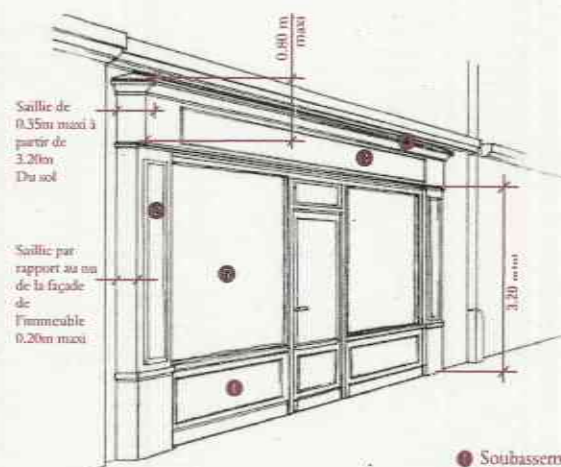 0.80 m
maxi
Saillie de
0.35m maxi à
partir de
3.20m
Du sol
Saillie par
rapport au nu
de la façade
de
l'immeuble
0.20m maxi
3.20 mini
Soubassem